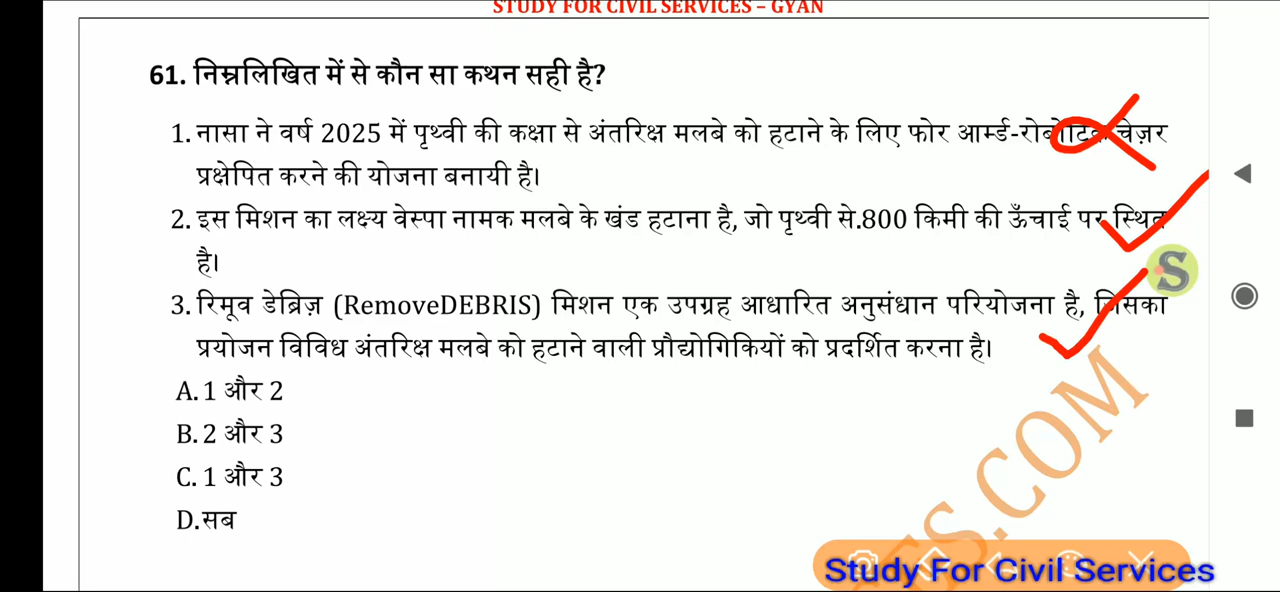 STUDY FOR CIVIL SERVICES – GYAN
61. निम्नलिखित में से कौन सा कथन सही है?
1. नासा ने वर्ष 2025 में पृथ्वी की कक्षा से अंतरिक्ष मलबे को हटाने के लिए फोर आर्म्ड-रोबोटिक चेज़र
प्रक्षेपित करने की योजना बनायी है।
2. इस मिशन का लक्ष्य वेस्पा नामक मलबे के खंड हटाना है, जो पृथ्वी से.800 किमी की ऊँचाई पर स्थित
है।
3. रिमूव डेब्रिज़ (RemoveDEBRIS) मिशन एक उपग्रह आधारित अनुसंधान परियोजना है, जिसका
प्रयोजन विविध अंतरिक्ष मलबे को हटाने वाली प्रौद्योगिकियों को प्रदर्शित करना है।
A. 1 और 2
B. 2 और 3
C. 1 और 3
D. सब
S
ES.COM
Study For Civil Services